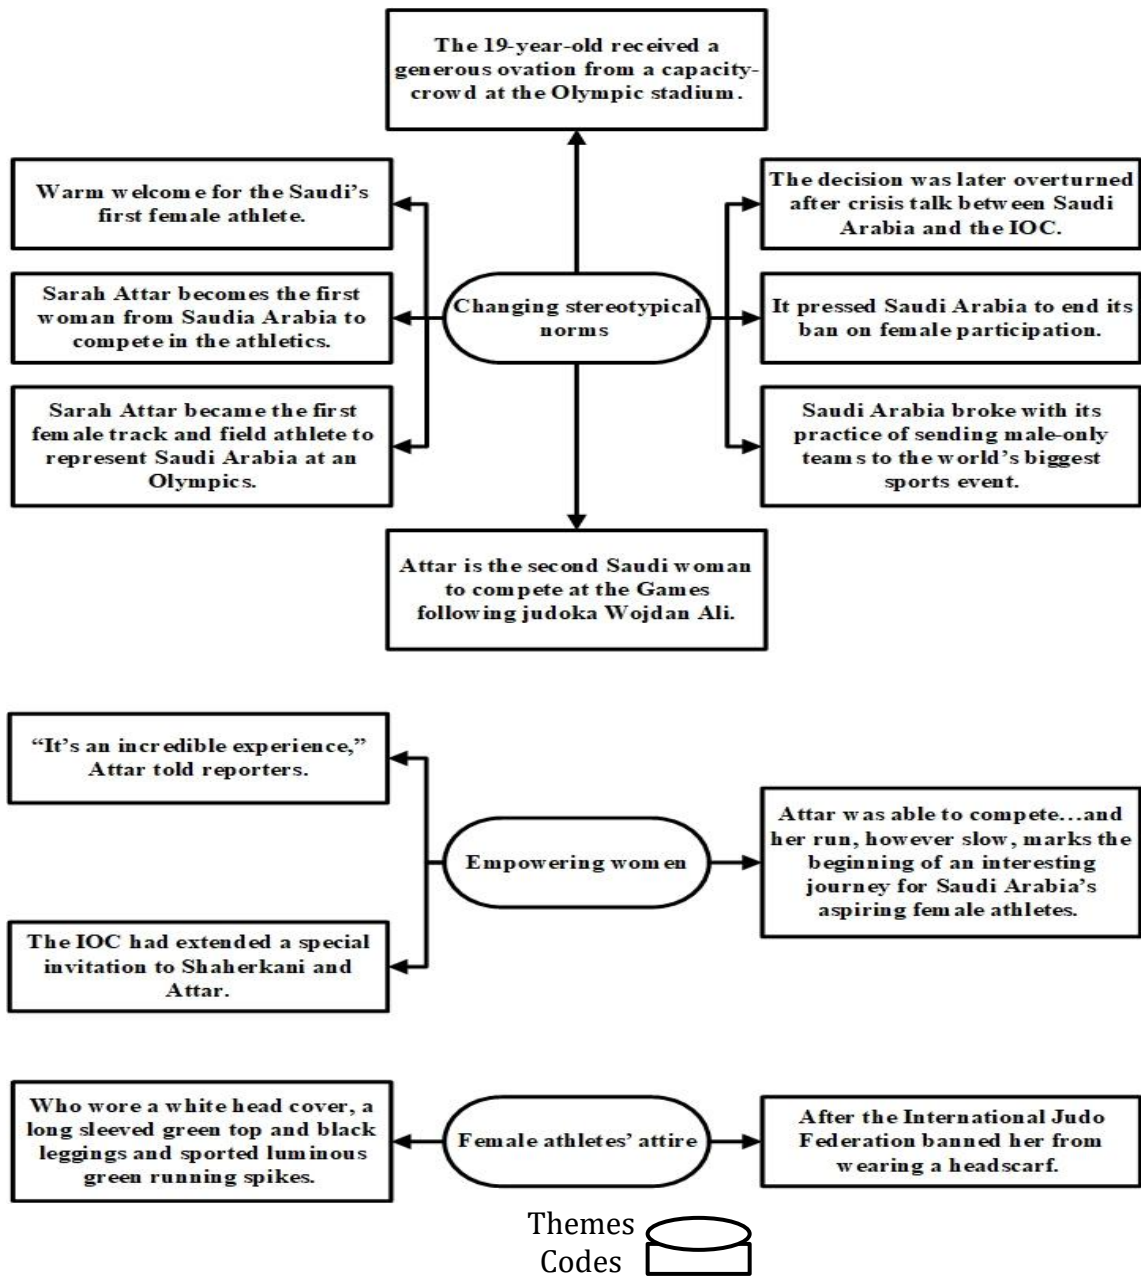 The 19-year-old received a
generous ovation from a capacity-
crowd at the Olympic stadium.
Warm welcome for the Saudi's
first female athlete.
Sarah Attar becomes the first
woman from Saudia Arabia to
compete in the athletics.
Sarah Attar became the first
female track and field athlete to
represent Saudi Arabia at an
Olympics.
Changing stereotypical
norms
The decision was later overturned
after crisis talk between Saudi
Arabia and the IOC.
It pressed Saudi Arabia to end its
ban on female participation.
Saudi Arabia broke with its
practice of sending male-only
teams to the world's biggest
sports event.
Attar is the second Saudi woman
to compete at the Games
following judoka Wojdan Ali.
“It's an incredible experience,”
Attar told reporters.
The IOC had extended a special
invitation to Shaherkani and
Attar.
Empowering women
Attar was able to compete…and
her run, however slow, marks the
beginning of an interesting
journey for Saudi Arabia's
aspiring female athletes.
Who wore a white head cover, a
long sleeved green top and black
leggings and sported luminous
green running spikes.
Female athletes' attire
After the International Judo
Federation banned her from
wearing a headscarf.
Themes
Codes